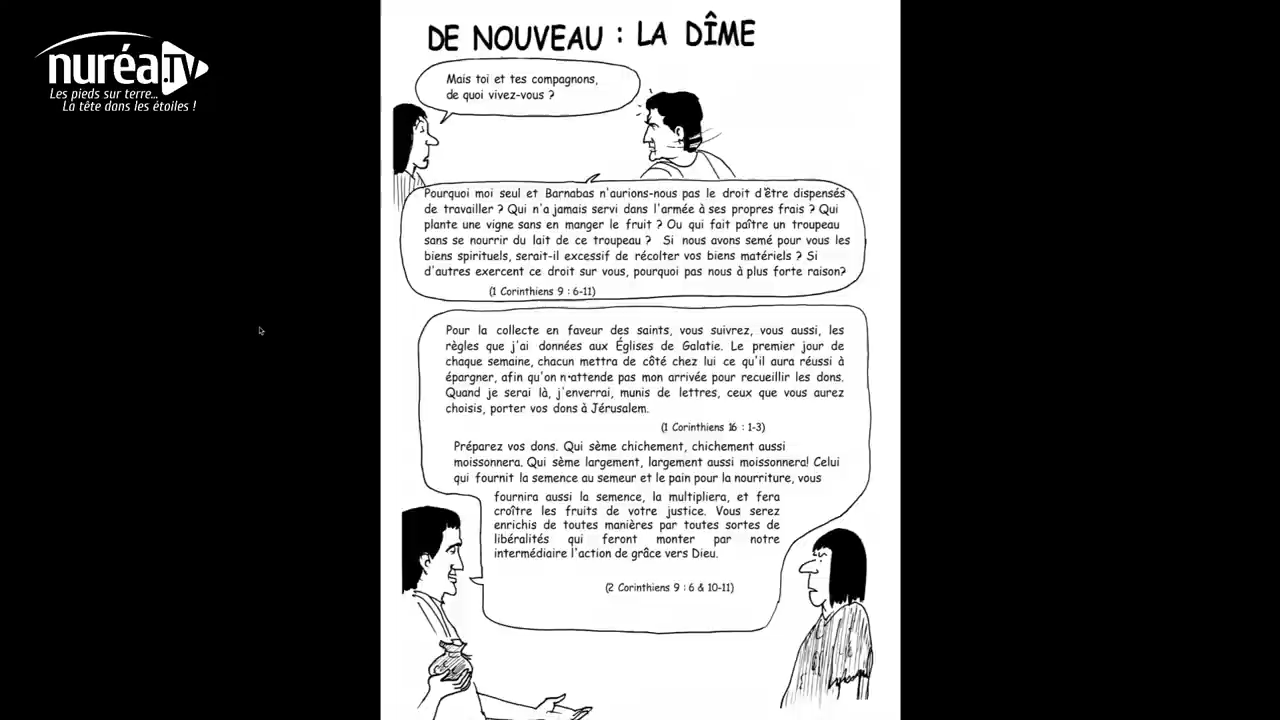 nuréa.TV
Les pieds sur terre...
La tête dans les étoiles !
DE NOUVEAU : LA DÎME
Mais toi et tes compagnons,
de quoi vivez-vous ?
Pourquoi moi seul et Barnabas n'aurions-nous pas le droit d'être dispensés
de travailler ? Qui n'a jamais servi dans l'armée à ses propres frais ? Qui
plante une vigne sans en manger le fruit ? Ou qui fait paître un troupeau
sans se nourrir du lait de ce troupeau ? Si nous avons semé pour vous les
biens spirituels, serait-il excessif de récolter vos biens matériels ? Si
d'autres exercent ce droit sur vous, pourquoi pas nous à plus forte raison?
(1 Corinthiens 9 : 6-11)
Pour la collecte en faveur des saints, vous suivrez, vous aussi, les
règles que j'ai données aux Églises de Galatie. Le premier jour de
chaque semaine, chacun mettra de côté chez lui ce qu'il aura réussi à
épargner, afin qu'on n'attende pas mon arrivée pour recueillir les dons.
Quand je serai là, j'enverrai, munis de lettres, ceux que vous aurez
choisis, porter vos dons à Jérusalem.
(1 Corinthiens 16 : 1-3)
Préparez vos dons. Qui sème chichement, chichement aussi
moissonnera. Qui sème largement, largement aussi moissonnera! Celui
qui fournit la semence au semeur et le pain pour la nourriture, vous
fournira aussi la semence, la multipliera, et fera
croître les fruits de votre justice. Vous serez
enrichis de toutes manières par toutes sortes de
libéralités qui feront monter par notre
intermédiaire l'action de grâce vers Dieu.
(2 Corinthiens 9 : 6 & 10-11)